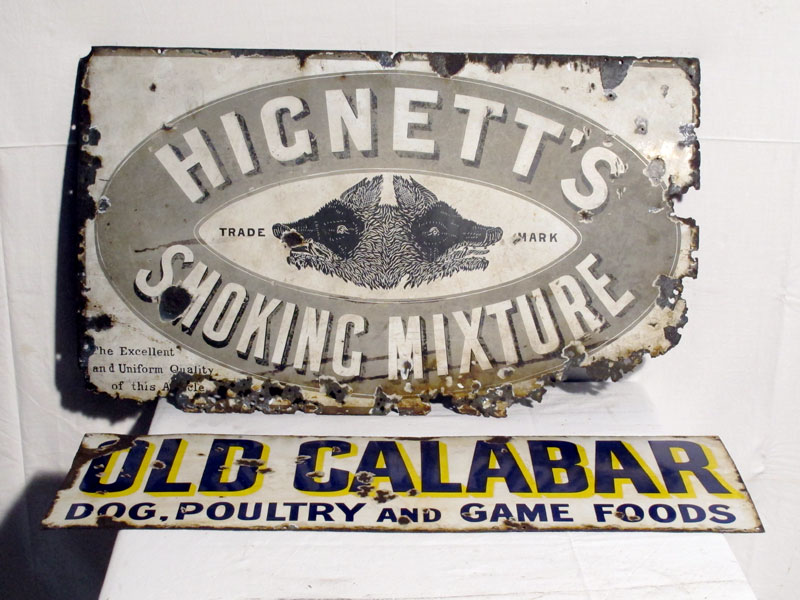 HIGNETT'S
TRADE MARK
SMOKING MIXTURE
The Excellent
and Uniform Quality
of this Article
OLD CALABAR
DOG, POULTRY AND GAME FOODS